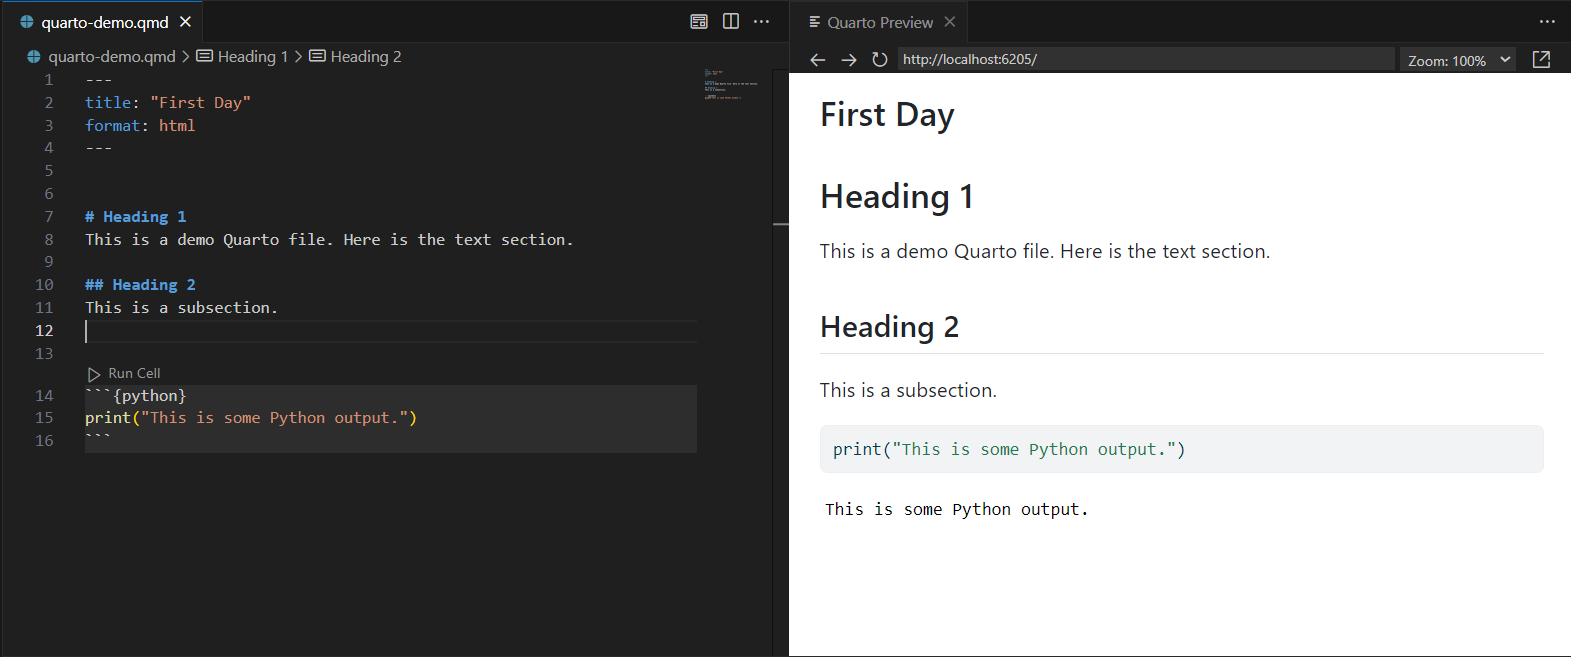 quarto-demo.qmd
quarto-demo.qmd > Heading 1 > Heading 2
1 ---
2 title: "First Day"
3 format: html
4 ---
5
6
7 # Heading 1
8 This is a demo Quarto file. Here is the text section.
9
10 ## Heading 2
11 This is a subsection.
12
13
Run Cell
14 ```{python}
15 print("This is some Python output.")
16 ```
Quarto Preview
http://localhost:6205/ Zoom: 100%
First Day
Heading 1
This is a demo Quarto file. Here is the text section.
Heading 2
This is a subsection.
print("This is some Python output.")
This is some Python output.